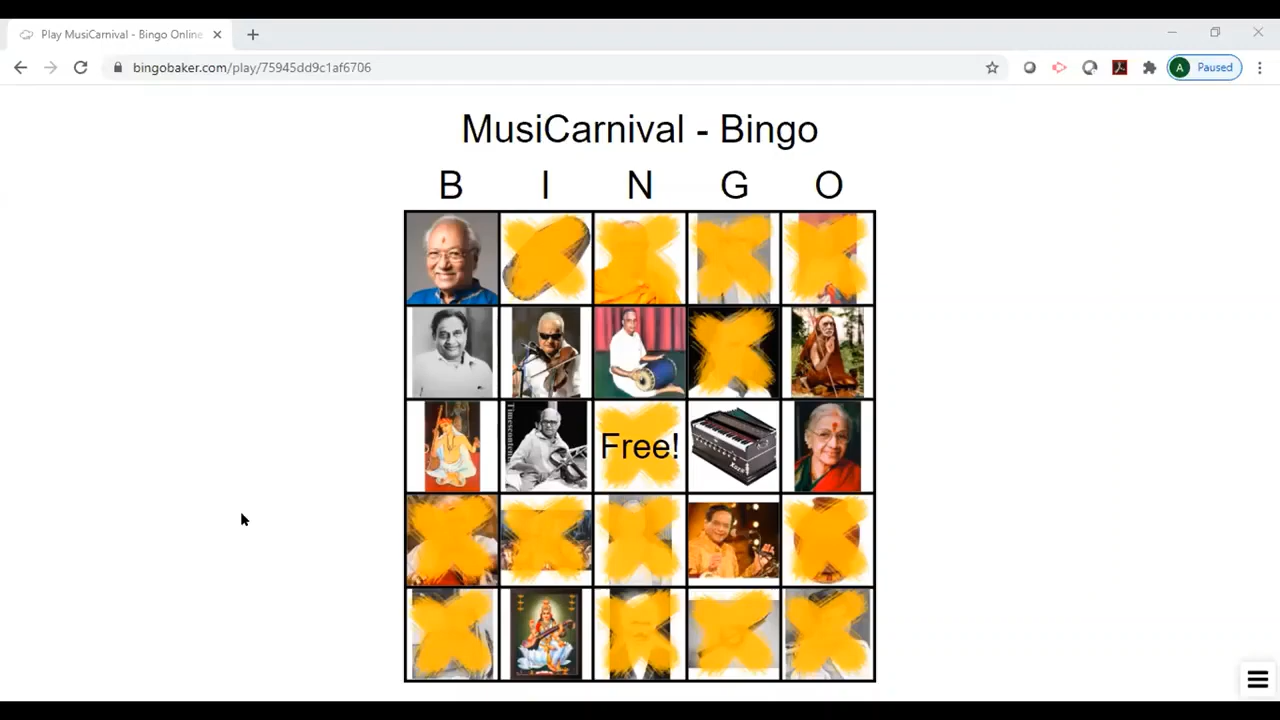 Play MusiCarnival - Bingo Online
bingobaker.com/play/75945dd9c1af6706
A Paused
MusiCarnival - Bingo
B I N G O
Free!